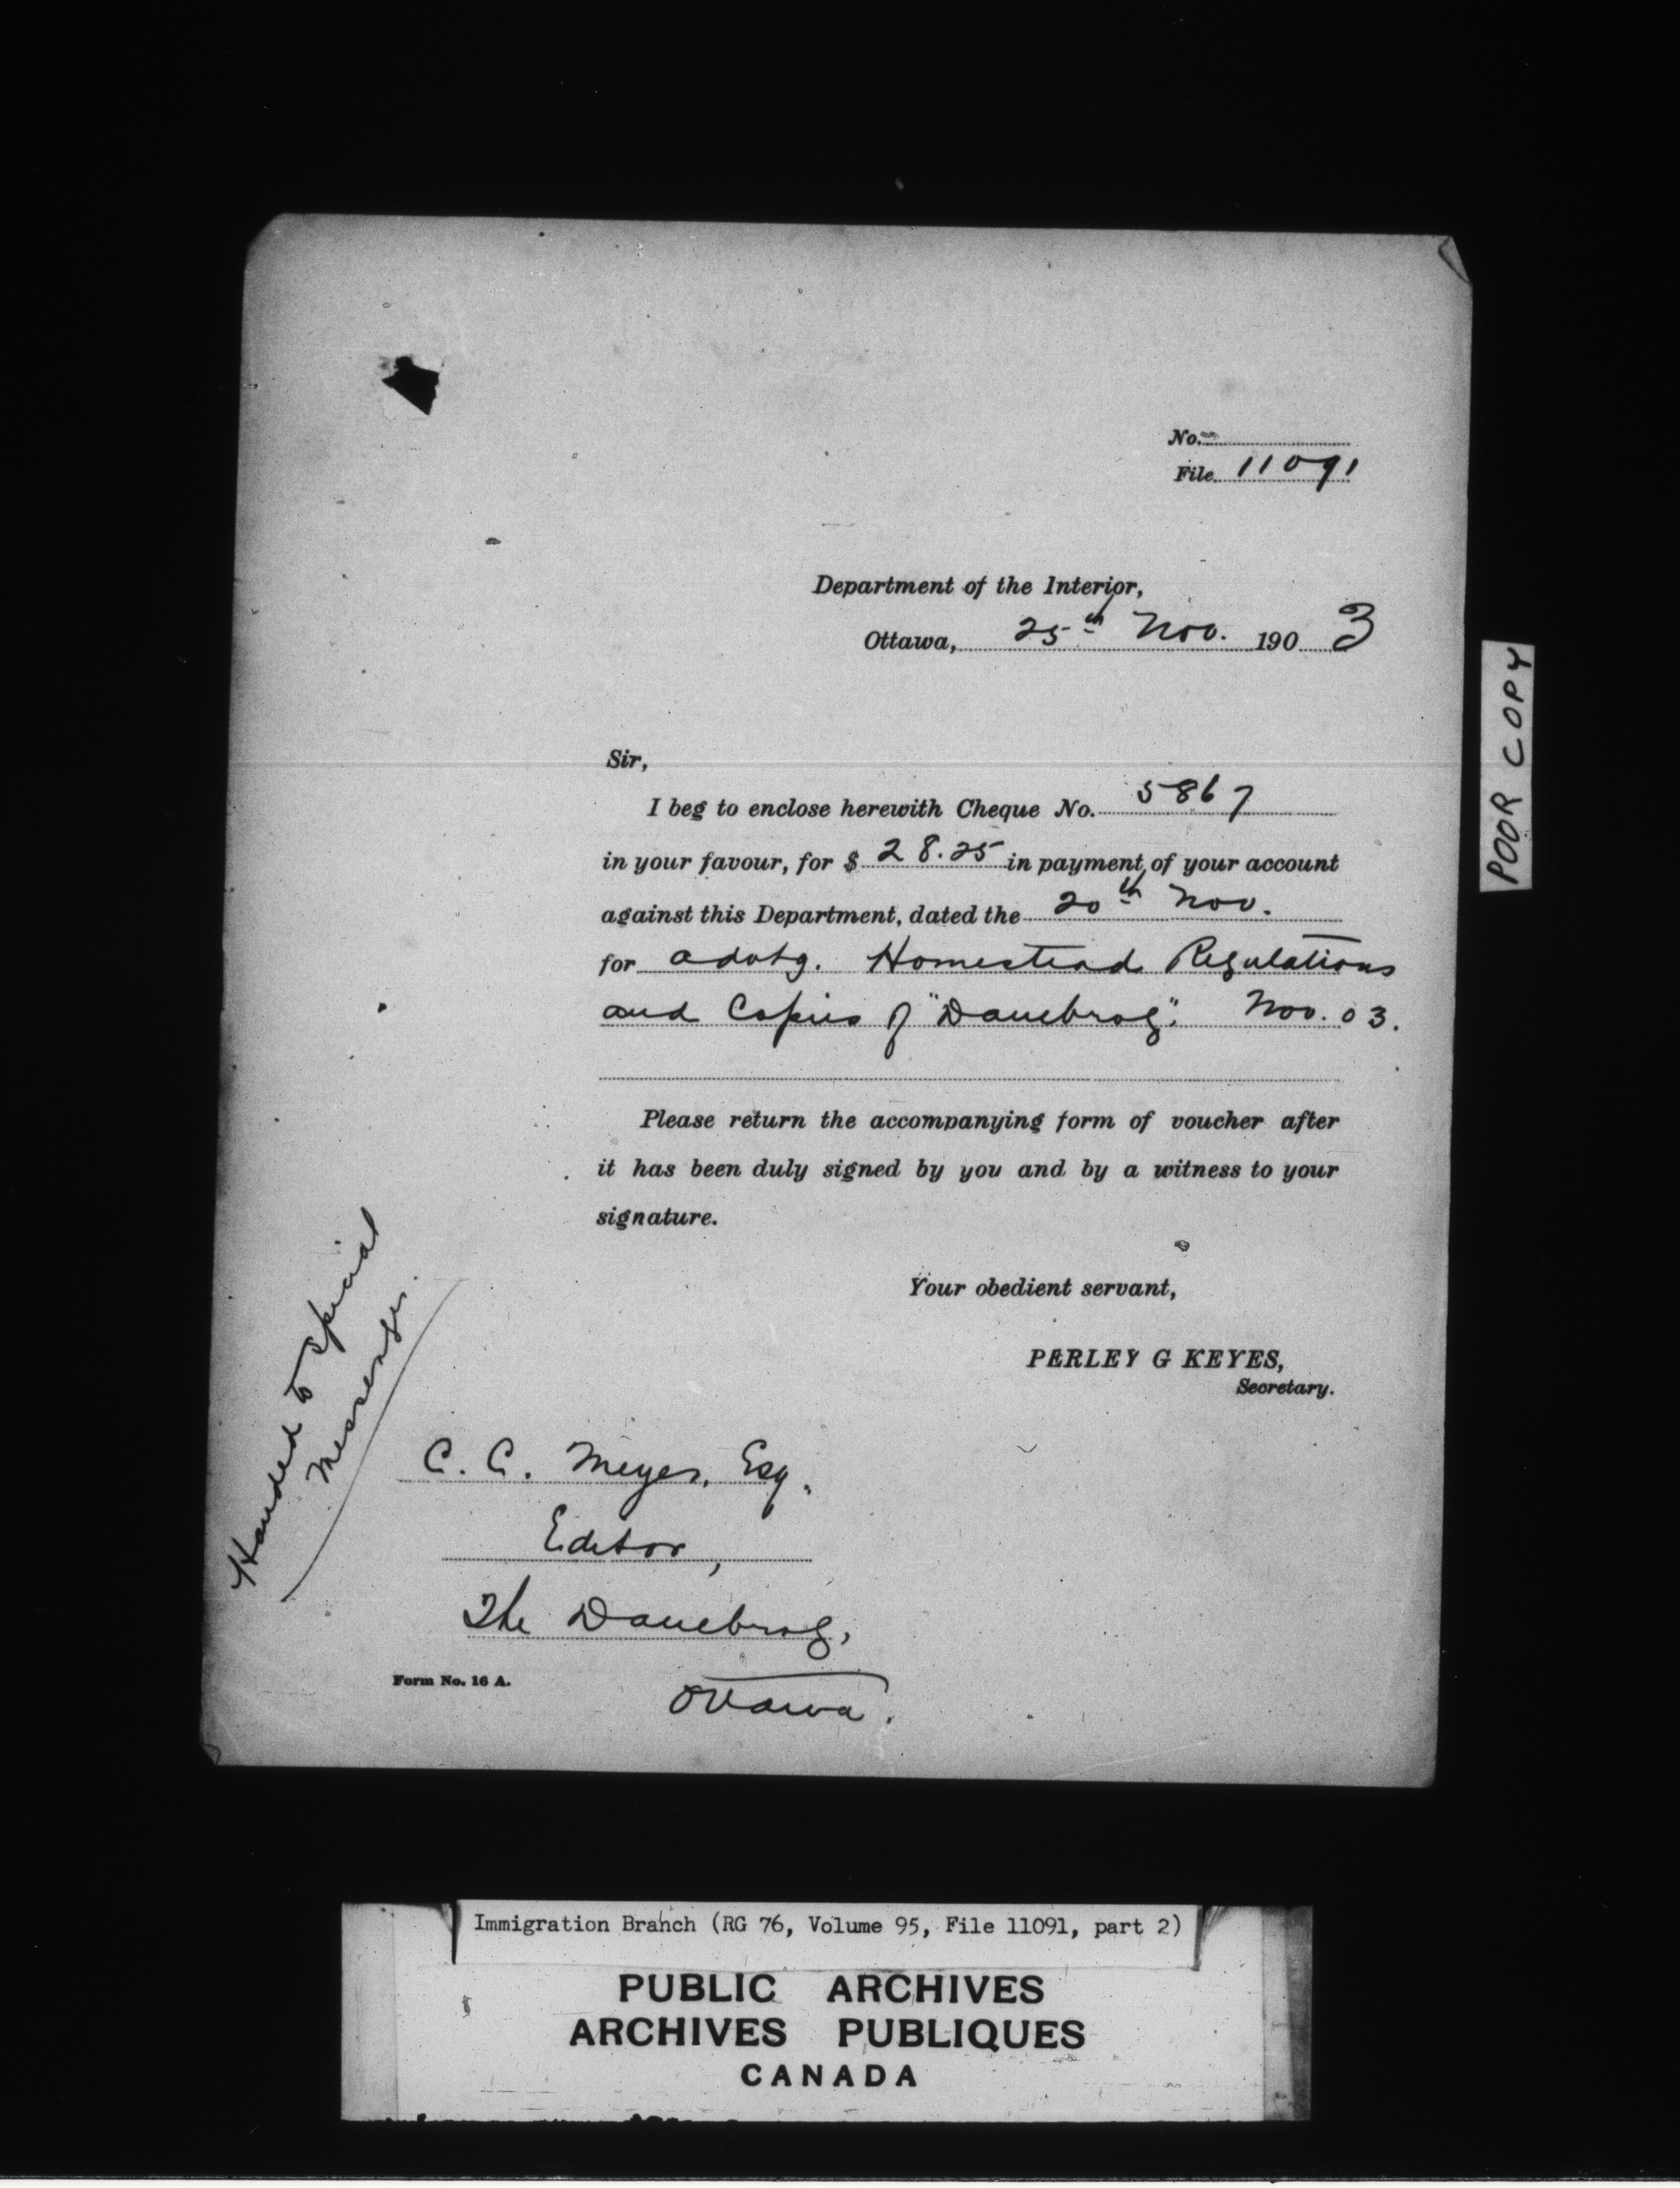 No.
File 11091
Department of the Interior,
Ottawa, 25th Nov. 1903
Sir,
I beg to enclose herewith Cheque No. 5867
in your favour, for $ 28.25 in payment of your account
against this Department, dated the 20th Nov.
for advtg. Homestead Regulations
and Copies of "Danebrog". Nov. 03.
Please return the accompanying form of voucher after
it has been duly signed by you and by a witness to your
signature.
Your obedient servant,
PERLEY G KEYES,
Secretary.
Handed to special
Messenger.
C. C. Meyer, Esq.
Editor,
The Danebrog,
Ottawa.
Form No. 16 A.
POOR COPY
Immigration Branch (RG 76, Volume 95, File 11091, part 2)
PUBLIC ARCHIVES
ARCHIVES PUBLIQUES
CANADA